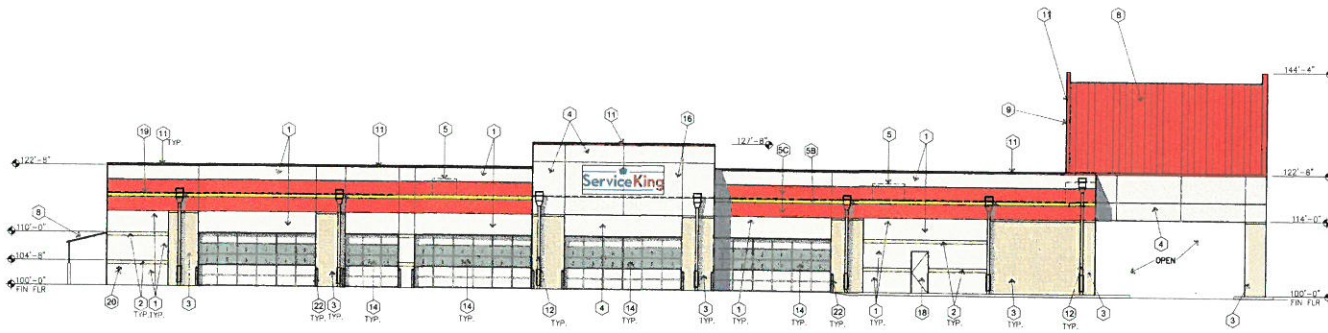 11
8
144'-4"
9
19
11
TYP.
1
11
5
1
4
11
16
127'-8"
5C
5B
5
1
11
122'-8"
122'-8"
ServiceKing
8
110'-0"
114'-0"
104'-8"
4
OPEN
100'-0"
FIN FLR
100'-0"
FIN FLR
20
2
TYP.
1
TYP.
3
22
TYP.
3
TYP.
14
TYP.
14
TYP.
12
TYP.
4
14
TYP.
3
TYP.
1
TYP.
14
TYP.
22
TYP.
1
TYP.
18
2
TYP.
3
TYP.
12
TYP.
3
3